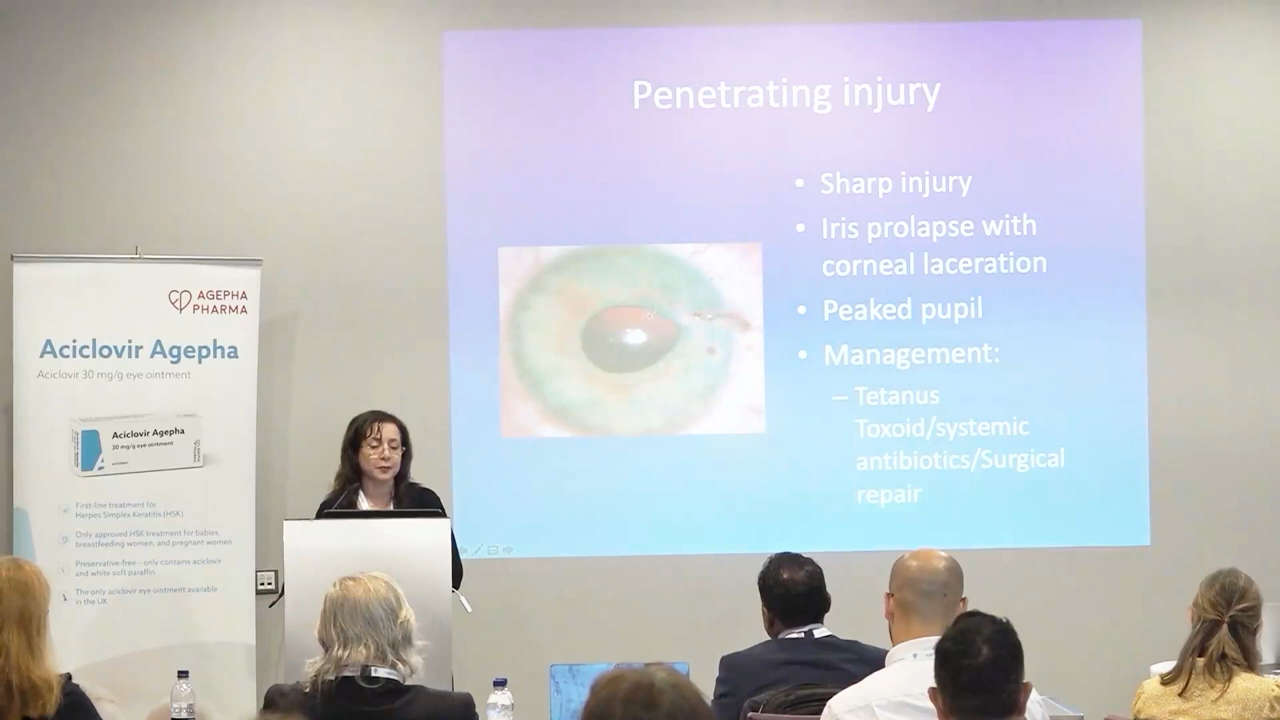 Penetrating injury
• Sharp injury
• Iris prolapse with
corneal laceration
• Peaked pupil
• Management:
– Tetanus
Toxoid/systemic
antibiotics/Surgical
repair
AGEPHA
PHARMA
Aciclovir Agepha
Aciclovir 30 mg/g eye ointment
Aciclovir Agepha
30 mg/g eye ointment
First-line treatment for
Herpes Simplex Keratitis (HSK)
Only approved HSK treatment for babies,
breastfeeding women, and pregnant women
Preservative-free – only contains aciclovir
and white soft paraffin
The only aciclovir eye ointment available
in the UK